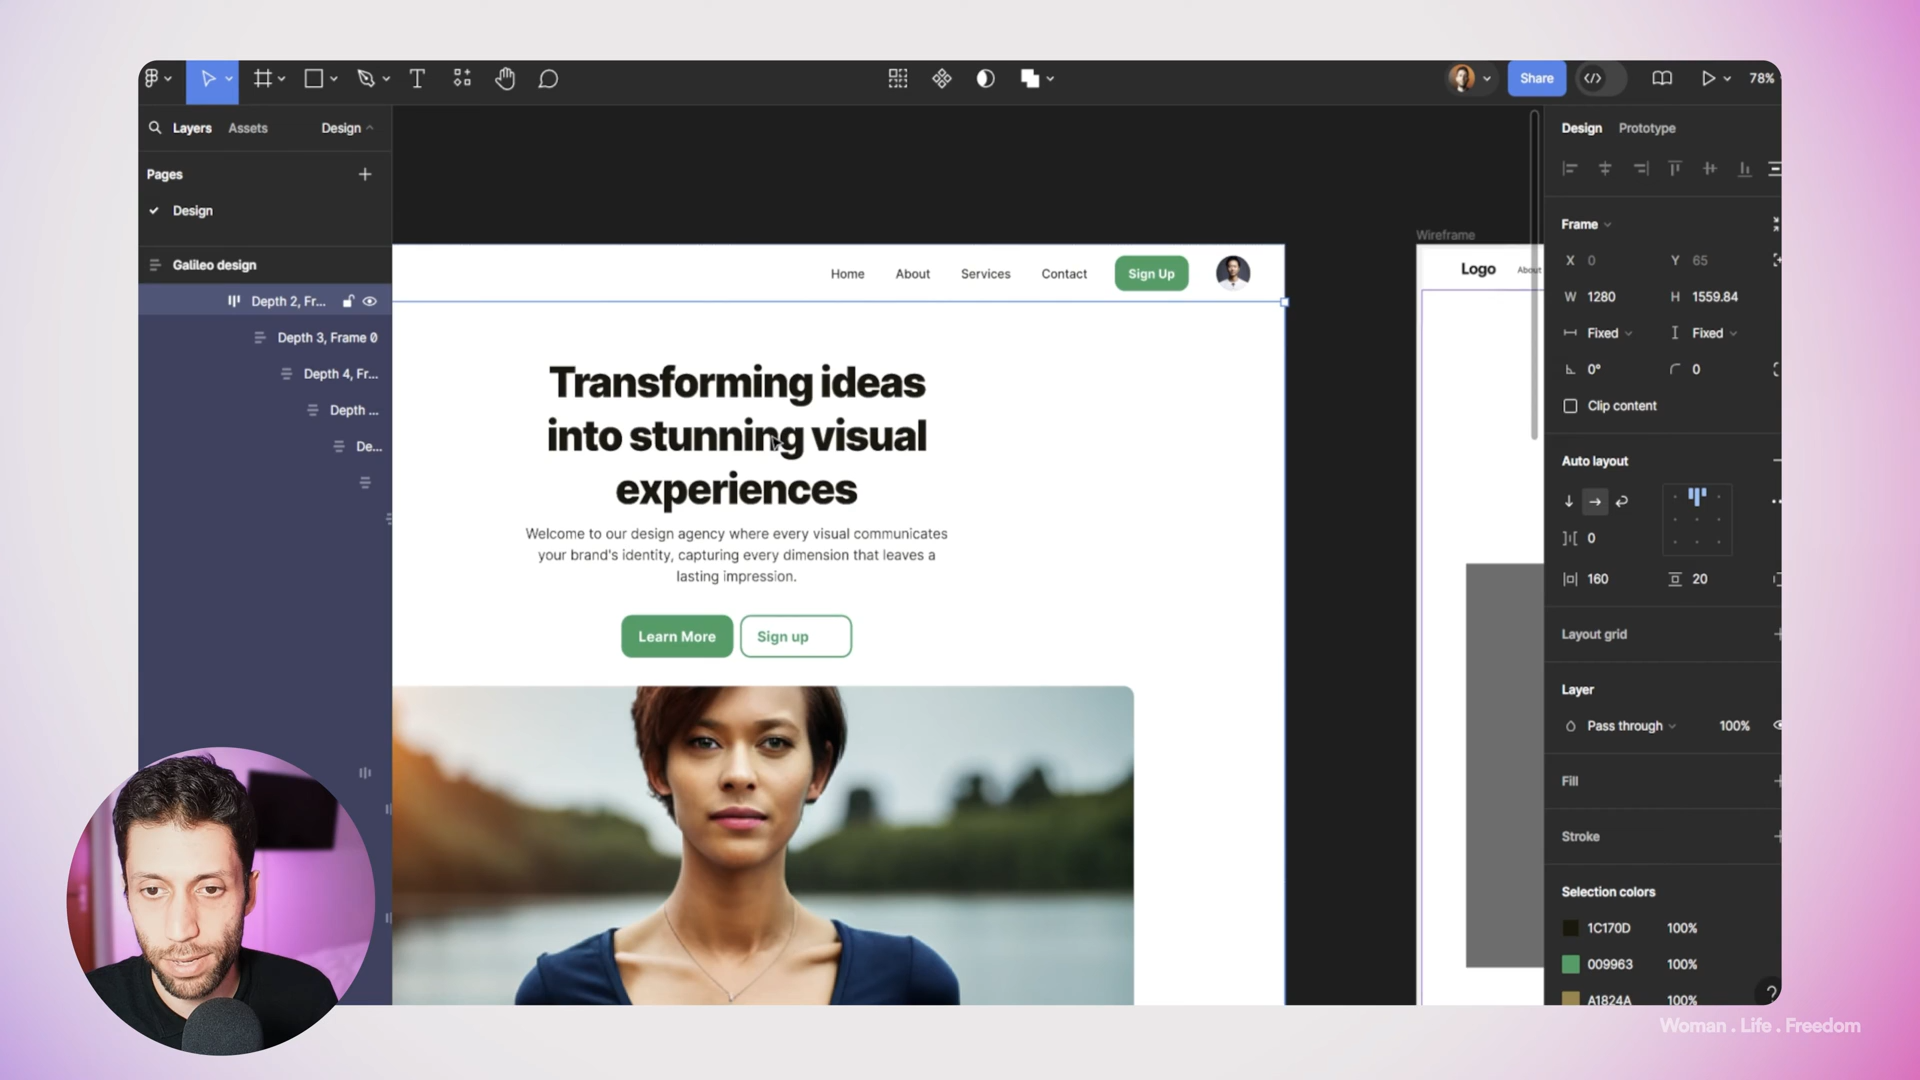 Share
78%
Layers
Assets
Design
Design
Prototype
Pages
Design
Galileo design
Depth 2, Fr...
Depth 3, Frame 0
Depth 4, Fr...
Depth ...
De...
Home
About
Services
Contact
Sign Up
Transforming ideas
into stunning visual
experiences
Welcome to our design agency where every visual communicates
your brand's identity, capturing every dimension that leaves a
lasting impression.
Learn More
Sign up
Wireframe
Logo
About
Frame
X 0
Y 65
W 1280
H 1559.84
Fixed
Fixed
0°
0
Clip content
Auto layout
0
160
20
Layout grid
Layer
Pass through
100%
Fill
Stroke
Selection colors
1C170D 100%
009963 100%
A1824A 100%
?
Woman . Life . Freedom